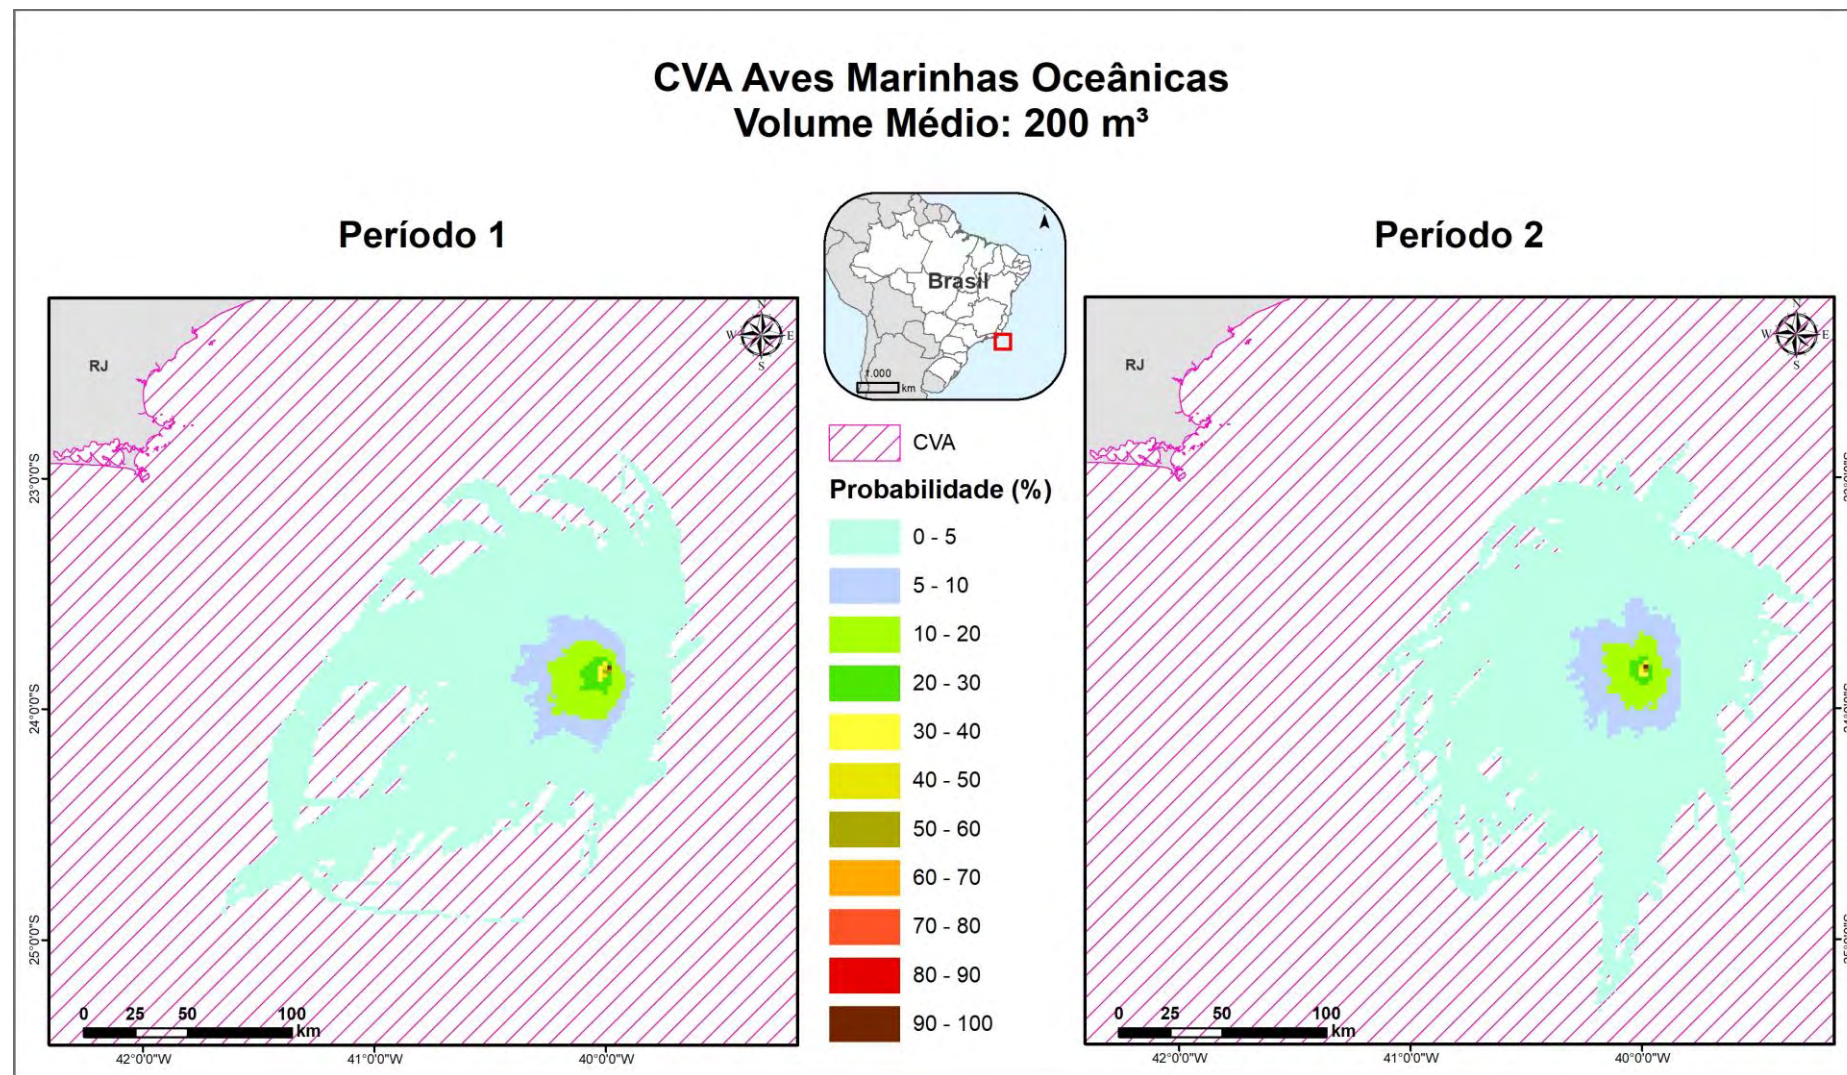 CVA Aves Marinhas Oceânicas
Volume Médio: 200 m³
Período 1
Período 2
Brasil
1.000
km
RJ
N
W
E
S
23°0'0"S
24°0'0"S
25°0'0"S
0 25 50 100
km
42°0'0"W 41°0'0"W 40°0'0"W
CVA
Probabilidade (%)
0 - 5
5 - 10
10 - 20
20 - 30
30 - 40
40 - 50
50 - 60
60 - 70
70 - 80
80 - 90
90 - 100
RJ
N
W
E
S
0 25 50 100
km
42°0'0"W 41°0'0"W 40°0'0"W